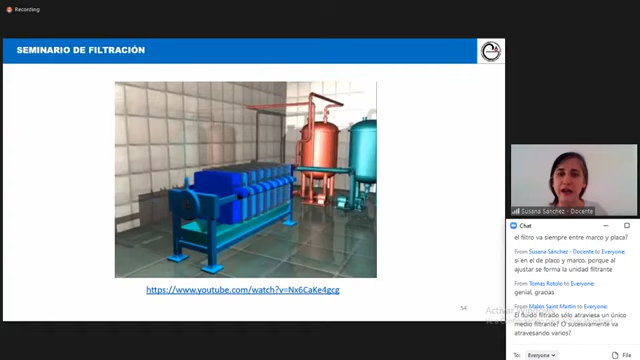 Recording
SEMINARIO DE FILTRACIÓN
https://www.youtube.com/watch?v=Nx6CaKe4gcg
54
Susana Sánchez - Docente
Chat
el filtro va siempre entre marco y placa?
From Susana Sánchez - Docente to Everyone:
sí en el de placo y marco, porque al
ajustar se forma la unidad filtrante
From Tomas Rotolo to Everyone:
genial, gracias
From Malén Saint Martin to Everyone:
El fluido filtrado sólo atraviesa un único
medio filtrante? O sucesivamente va
atravesando varios?
Activar Windows
To:
Everyone
File